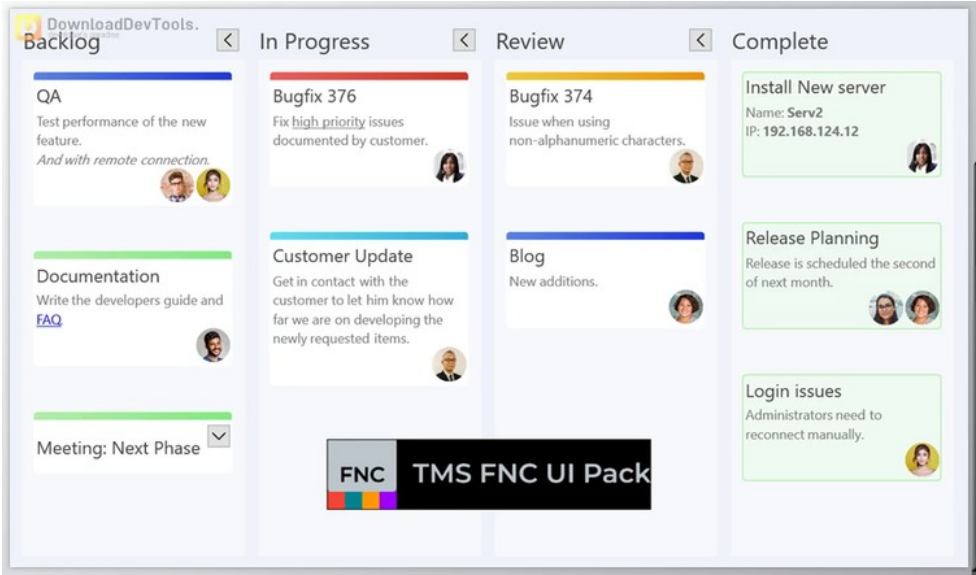 DownloadDevTools.
Backlog
QA
Test performance of the new
feature.
And with remote connection.
Documentation
Write the developers guide and
FAQ.
Meeting: Next Phase
In Progress
Bugfix 376
Fix high priority issues
documented by customer.
Customer Update
Get in contact with the
customer to let him know how
far we are on developing the
newly requested items.
Review
Bugfix 374
Issue when using
non-alphanumeric characters.
Blog
New additions.
Complete
Install New server
Name: Serv2
IP: 192.168.124.12
Release Planning
Release is scheduled the second
of next month.
Login issues
Administrators need to
reconnect manually.
FNC
TMS FNC UI Pack